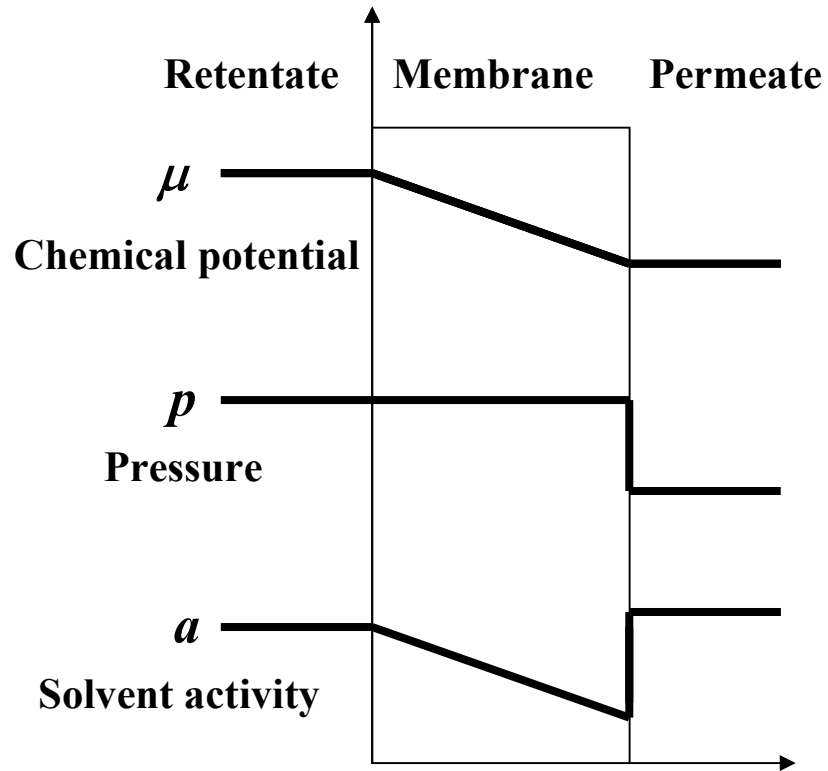 Retentate Membrane Permeate
μ
Chemical potential
p
Pressure
a
Solvent activity